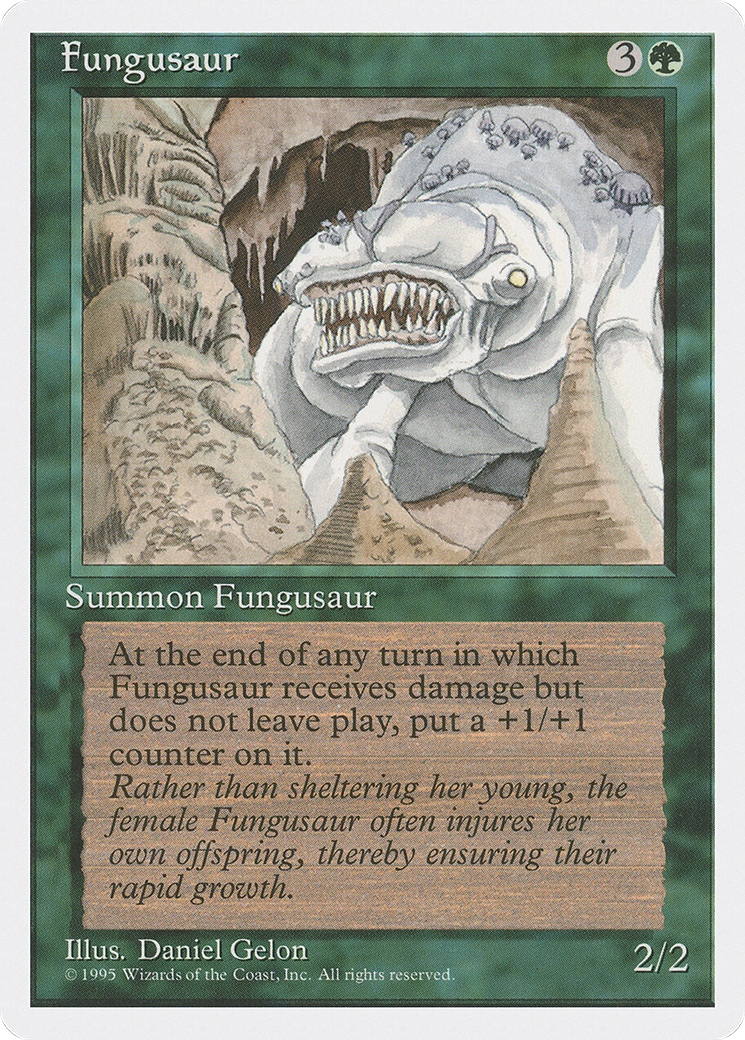 Fungusaur
3
Summon Fungusaur
At the end of any turn in which
Fungusaur receives damage but
does not leave play, put a +1/+1
counter on it.
Rather than sheltering her young, the
female Fungusaur often injures her
own offspring, thereby ensuring their
rapid growth.
Illus. Daniel Gelon
2/2
© 1995 Wizards of the Coast, Inc. All rights reserved.